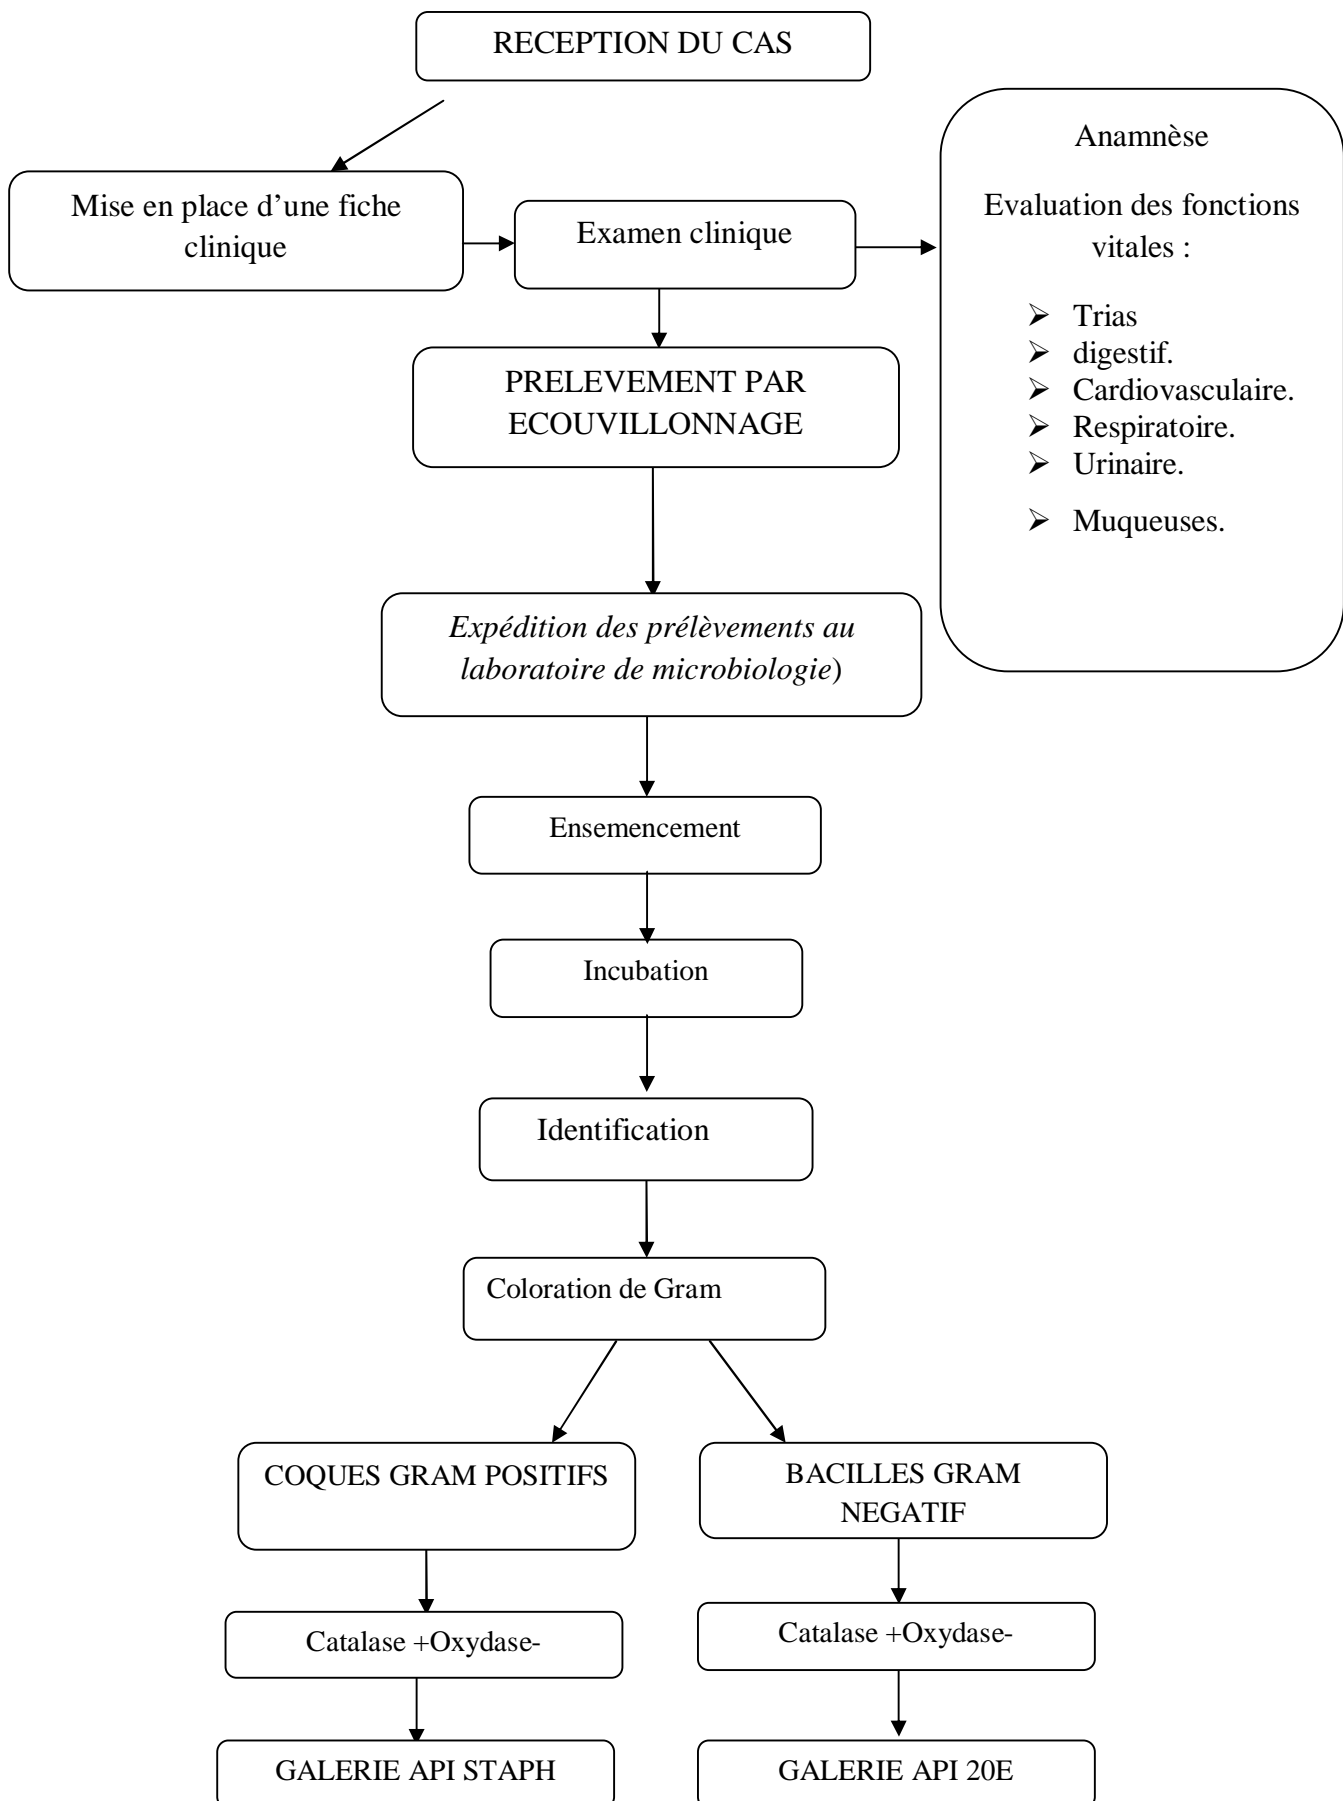 RECEPTION DU CAS
Mise en place d’une fiche
clinique
Examen clinique
Anamnèse
Evaluation des fonctions
vitales :
➢ Trias
➢ digestif.
➢ Cardiovasculaire.
➢ Respiratoire.
➢ Urinaire.
➢ Muqueuses.
PRELEVEMENT PAR
ECOUVILLONNAGE
Expédition des prélèvements au
laboratoire de microbiologie)
Ensemencement
Incubation
Identification
Coloration de Gram
COQUES GRAM POSITIFS
BACILLES GRAM
NEGATIF
Catalase +Oxydase-
Catalase +Oxydase-
GALERIE API STAPH
GALERIE API 20E